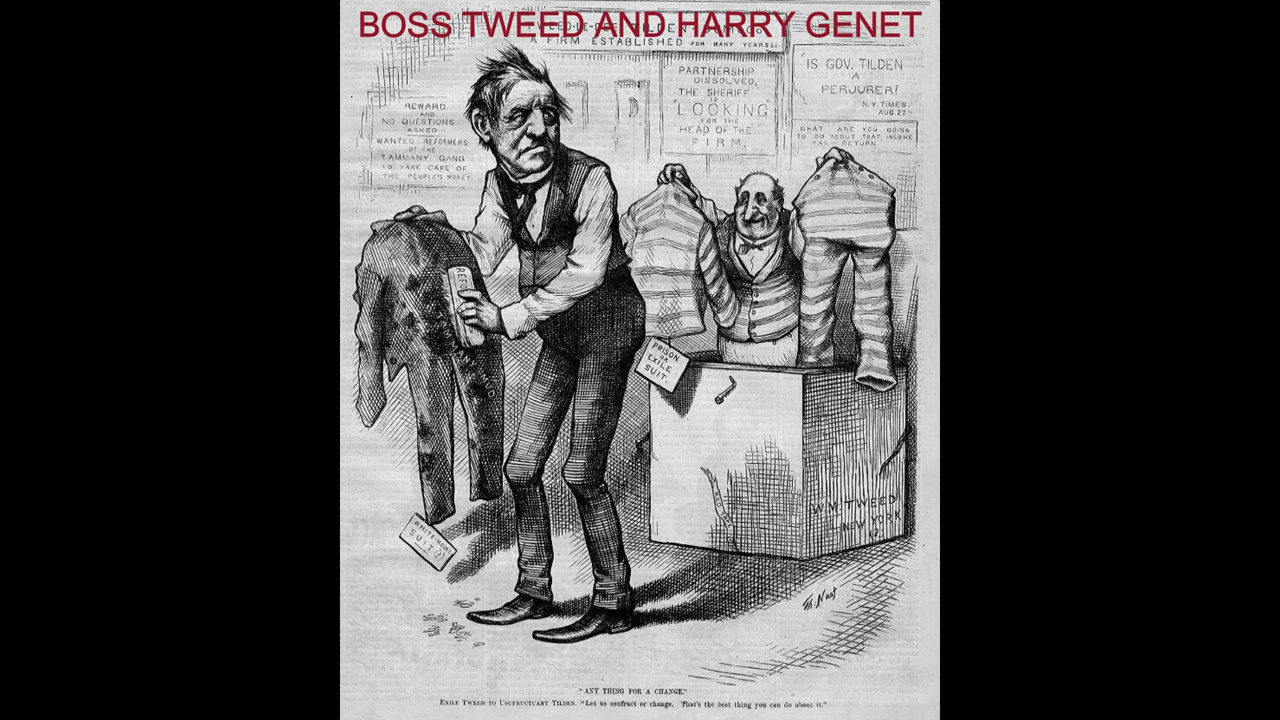 BOSS TWEED AND HARRY GENET
A FIRM ESTABLISHED FOR MANY YEARS.
PARTNERSHIP
DISSOLVED,
THE SHERIFF
IS
"LOOKING"
FOR THE
HEAD OF THE
FIRM.
"IS GOV. TILDEN
A
PERJURER!
N.Y. TIMES.
AUG. 22
WHAT ARE YOU GOING
TO DO ABOUT THAT INCOME
TAX RETURN.
REWARD
AND
NO QUESTIONS
ASKED
WANTED REFORMERS
OF THE
TAMMANY GANG
TO TAKE CARE OF
THE PEOPLE'S MONEY.
PRISON
OR
EXILE
SUIT.
SUIT (?)
WM. TWEED
NEW YORK
Th. Nast
"ANY THING FOR A CHANGE."
EXILE TWEED TO USUFRUCTUARY TILDEN. "Let us usufruct or change. That's the best thing you can do about it."